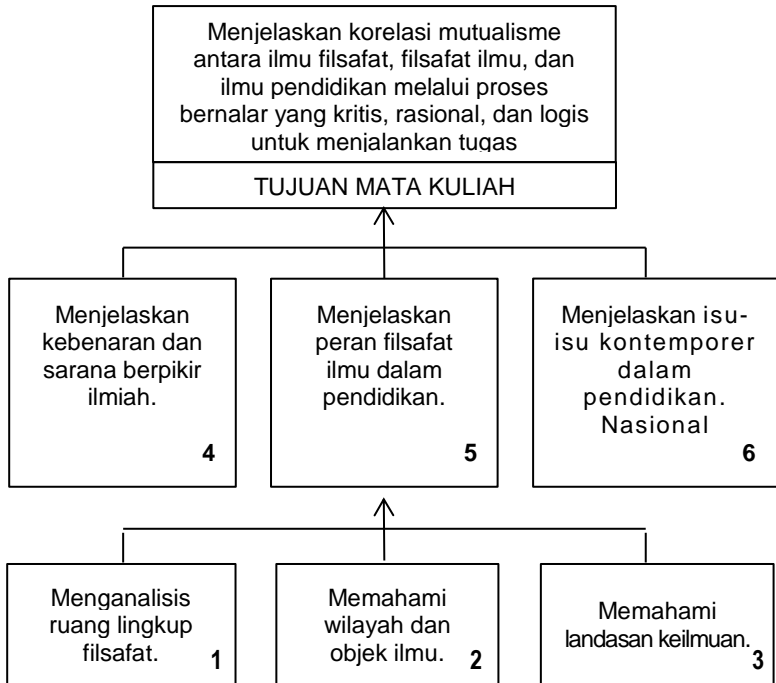 Menjelaskan korelasi mutualisme
antara ilmu filsafat, filsafat ilmu, dan
ilmu pendidikan melalui proses
bernalar yang kritis, rasional, dan logis
untuk menjalankan tugas
TUJUAN MATA KULIAH
Menjelaskan
kebenaran dan
sarana berpikir
ilmiah.
4
Menjelaskan
peran filsafat
ilmu dalam
pendidikan.
5
Menjelaskan isu-
isu kontemporer
dalam
pendidikan.
Nasional
6
Menganalisis
ruang lingkup
filsafat.
1
Memahami
wilayah dan
objek ilmu.
2
Memahami
landasan keilmuan.
3